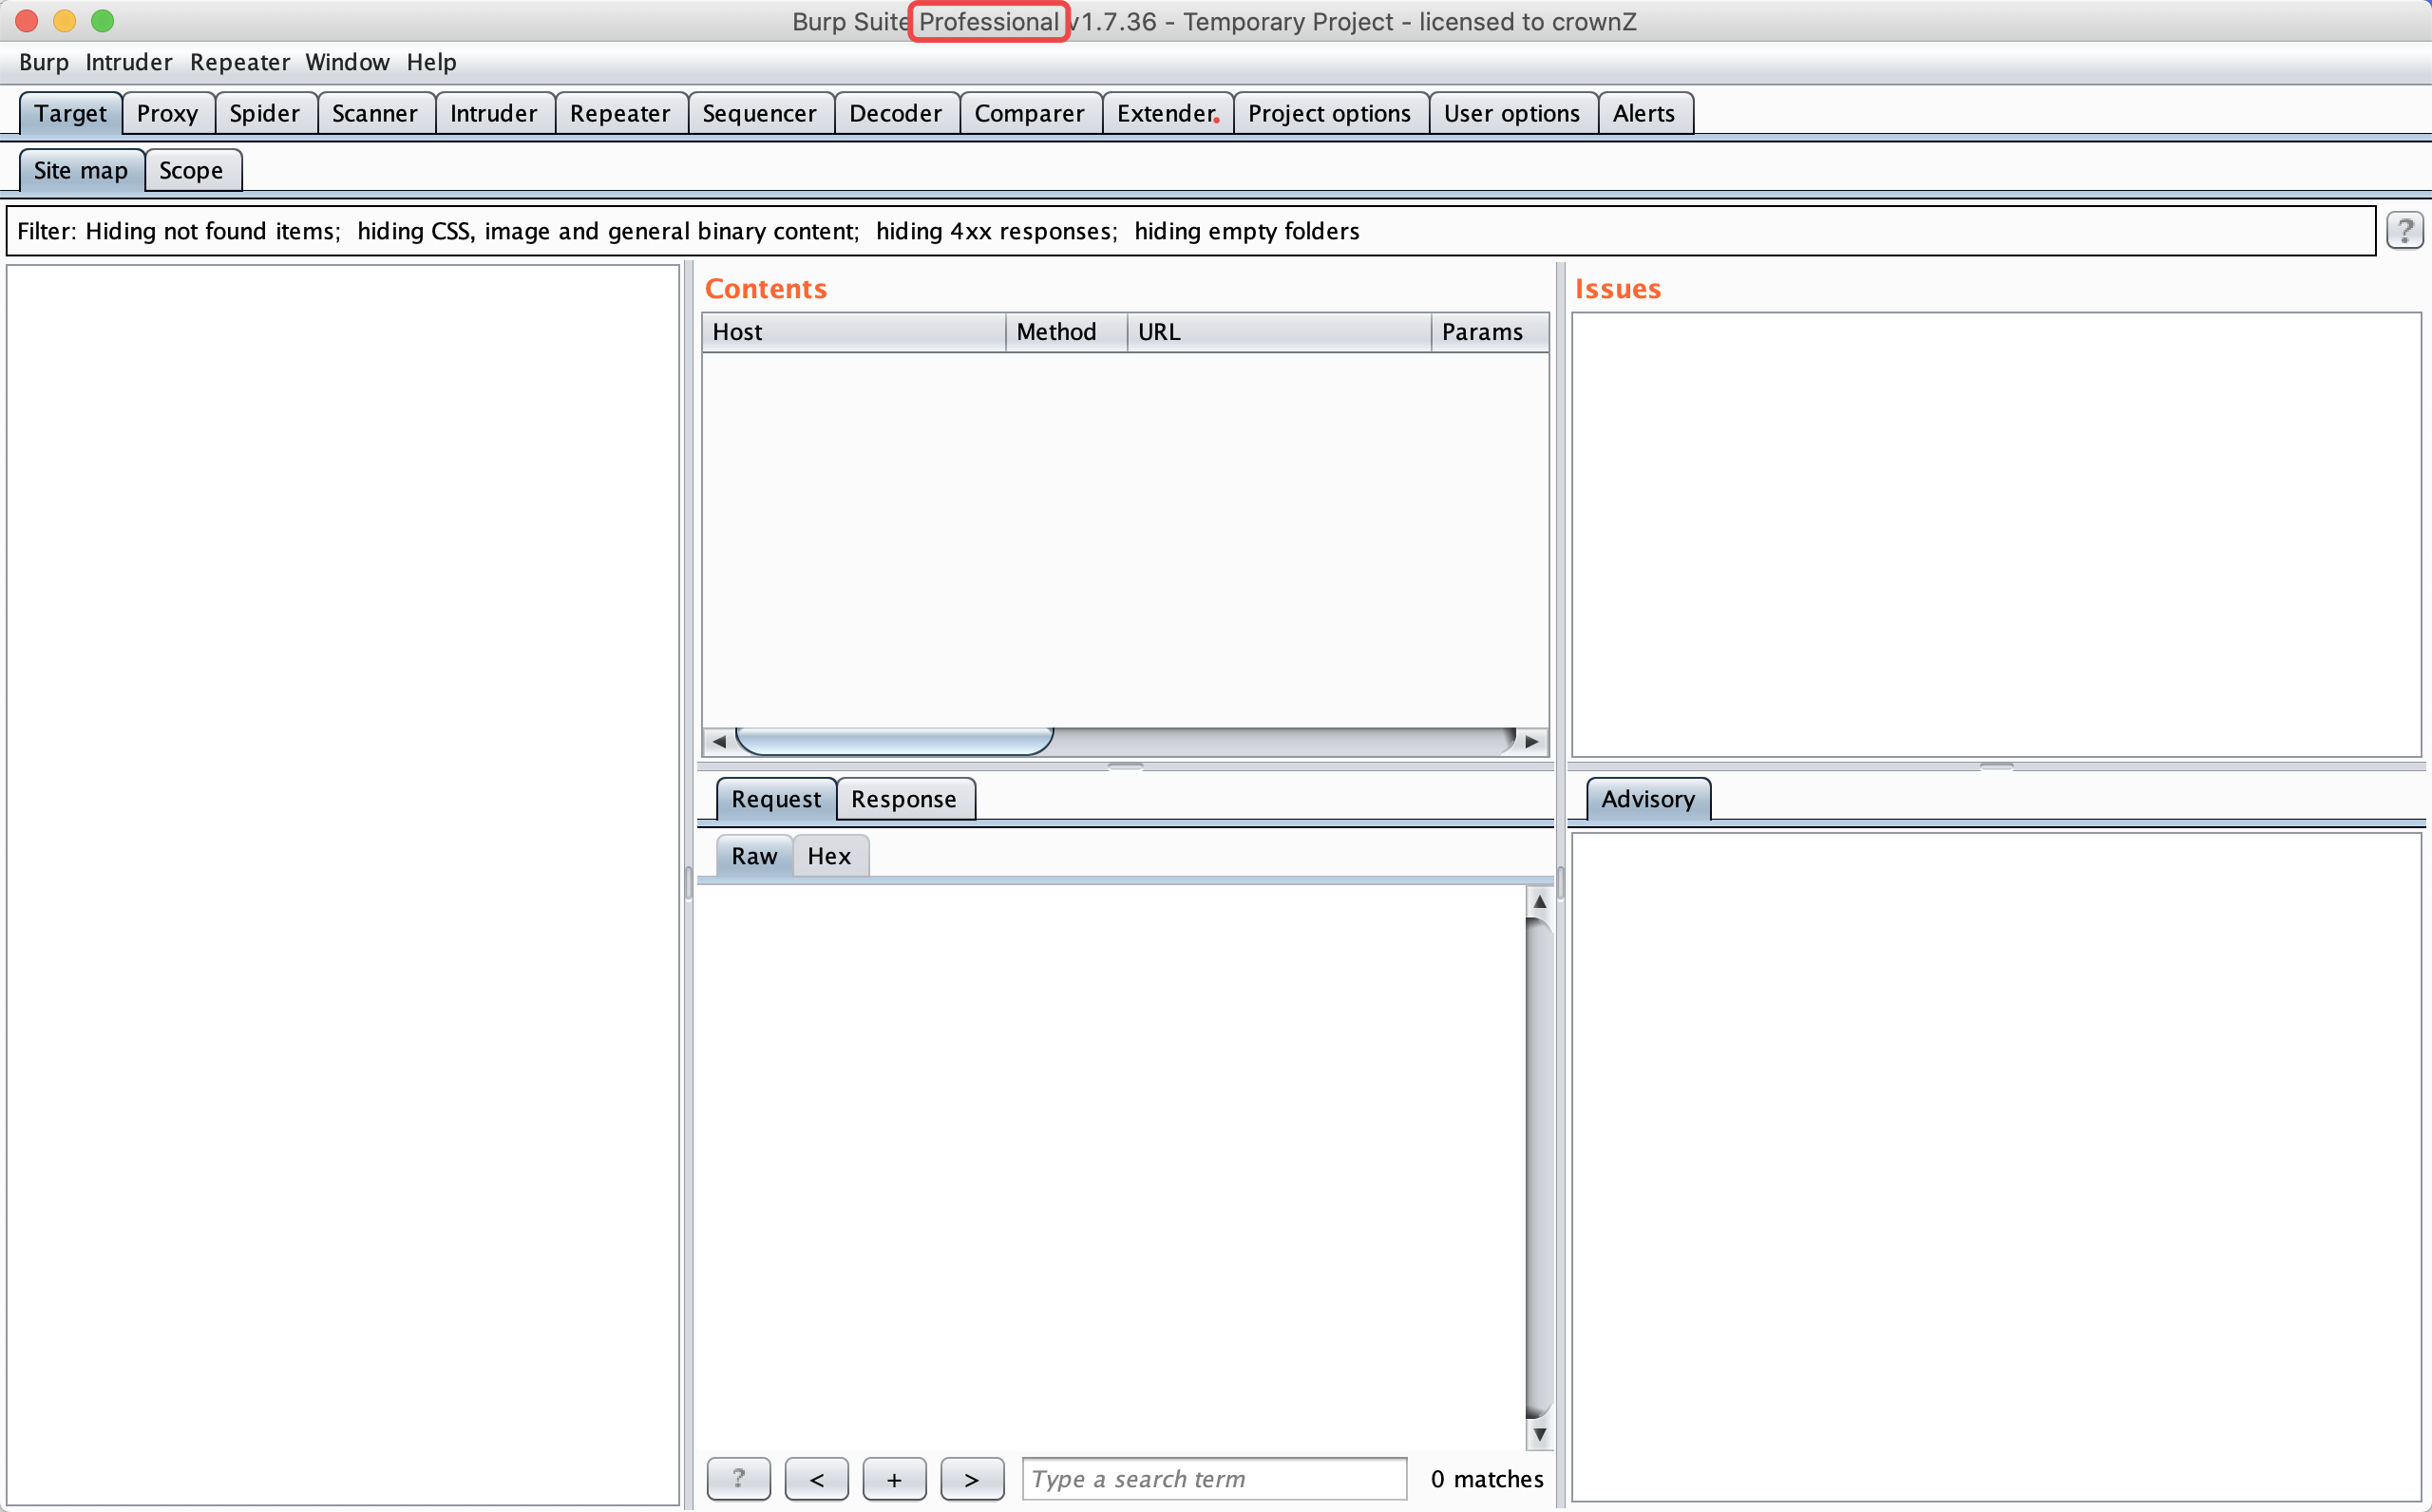 Burp Suite Professional v1.7.36 - Temporary Project - licensed to crownZ
Burp Intruder Repeater Window Help
Target Proxy Spider Scanner Intruder Repeater Sequencer Decoder Comparer Extender Project options User options Alerts
Site map Scope
Filter: Hiding not found items; hiding CSS, image and general binary content; hiding 4xx responses; hiding empty folders
?
Contents
Host Method URL Params
Issues
Request Response
Raw Hex
Advisory
? < + > Type a search term 0 matches